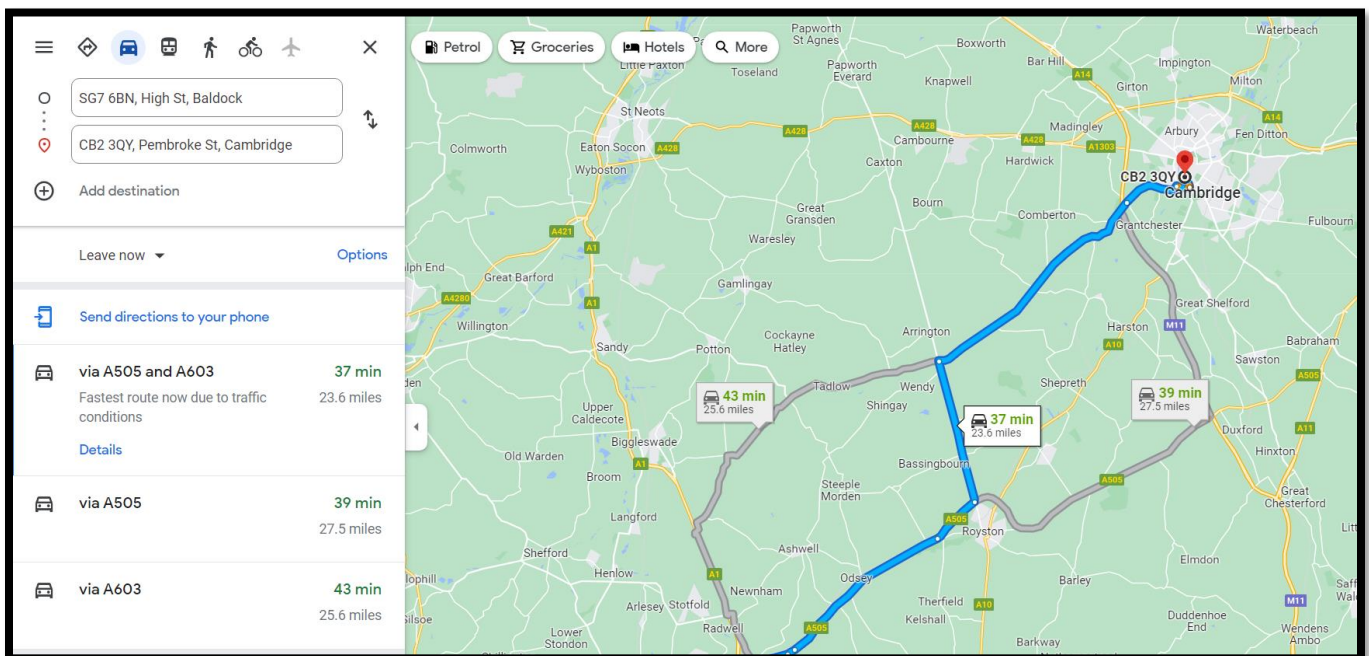 SG7 6BN, High St, Baldock
CB2 3QY, Pembroke St, Cambridge
Add destination
Leave now
Options
Send directions to your phone
via A505 and A603
37 min
Fastest route now due to traffic
conditions
23.6 miles
Details
via A505
39 min
27.5 miles
via A603
43 min
25.6 miles
Petrol
Groceries
Hotels
More
Papworth
St Agnes
Boxworth
Waterbeach
Little Paxton
Toseland
Papworth
Everard
Knapwell
Bar Hill
A14
Impington
Girton
Milton
St Neots
A428
A428
Cambourne
Madingley
A428
A1303
Arbury
A14
Fen Ditton
Colmworth
Eaton Socon
A428
Wyboston
Caxton
Hardwick
CB2 3QY
Cambridge
Great
Gransden
Bourn
Comberton
Grantchester
Fulbourn
A421
A1
Waresley
lph End
Great Barford
Gamlingay
A4280
A1
Willington
Great Shelford
Sandy
Potton
Cockayne
Hatley
Arrington
Harston
M11
A10
Babraham
Sawston
den
43 min
25.6 miles
Tadlow
Wendy
Shepreth
39 min
27.5 miles
A505
Upper
Caldecote
Shingay
37 min
23.6 miles
Duxford
A11
Biggleswade
Old Warden
A1
Bassingbourn
Hinxton
Broom
Steeple
Morden
A505
Great
Chesterford
Langford
A505
Royston
Litt
Shefford
Ashwell
Elmdon
lophill
Henlow
A1
Odsey
Barley
Saff
Wal
Arlesey
Stotfold
Newnham
Therfield
A10
M11
ilsoe
Kelshall
Duddenhoe
End
Wendens
Ambo
Lower
Stondon
Radwell
A505
Barkway